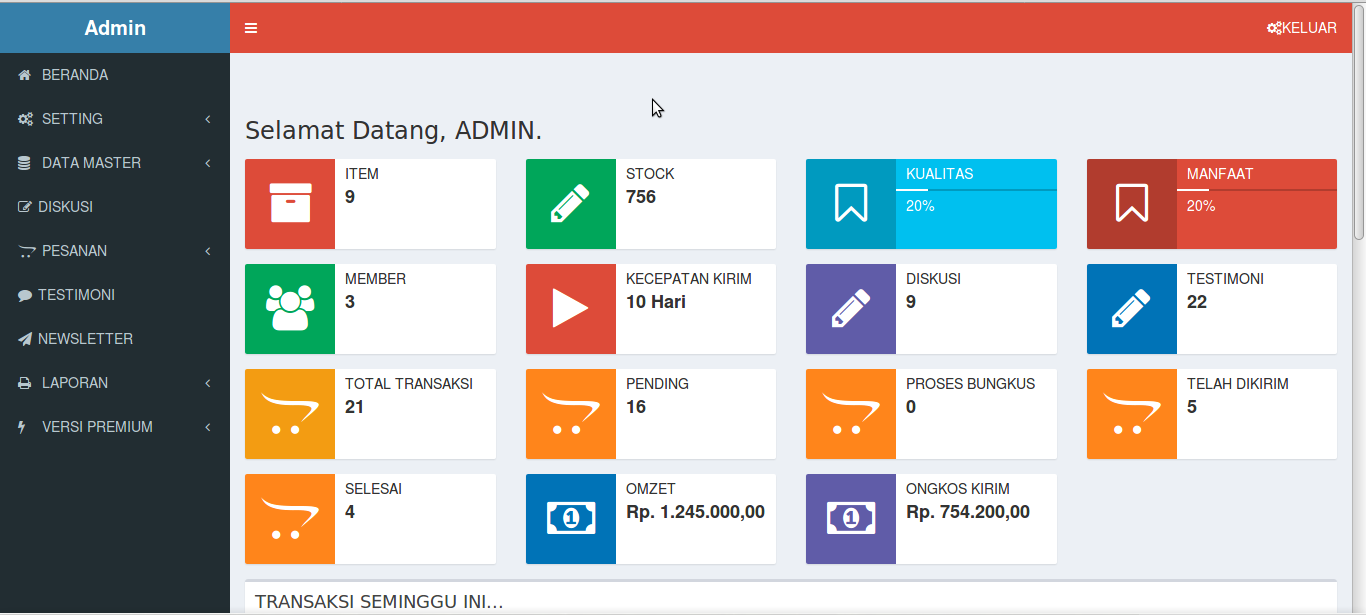 Admin
KELUAR
BERANDA
SETTING
DATA MASTER
DISKUSI
PESANAN
TESTIMONI
NEWSLETTER
LAPORAN
VERSI PREMIUM
Selamat Datang, ADMIN.
ITEM
9
STOCK
756
KUALITAS
20%
MANFAAT
20%
MEMBER
3
KECEPATAN KIRIM
10 Hari
DISKUSI
9
TESTIMONI
22
TOTAL TRANSAKSI
21
PENDING
16
PROSES BUNGKUS
0
TELAH DIKIRIM
5
SELESAI
4
OMZET
Rp. 1.245.000,00
ONGKOS KIRIM
Rp. 754.200,00
TRANSAKSI SEMINGGU INI...